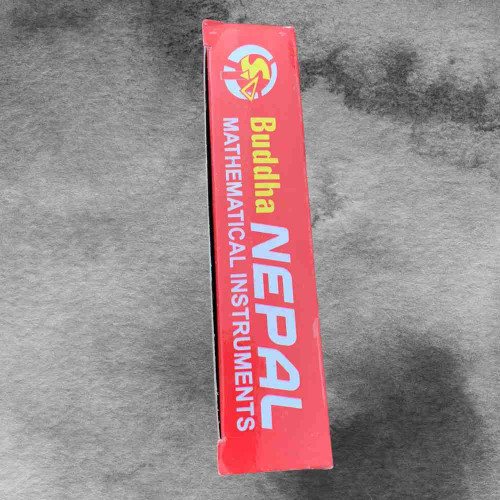 Buddha NEPAL
MATHEMATICAL INSTRUMENTS